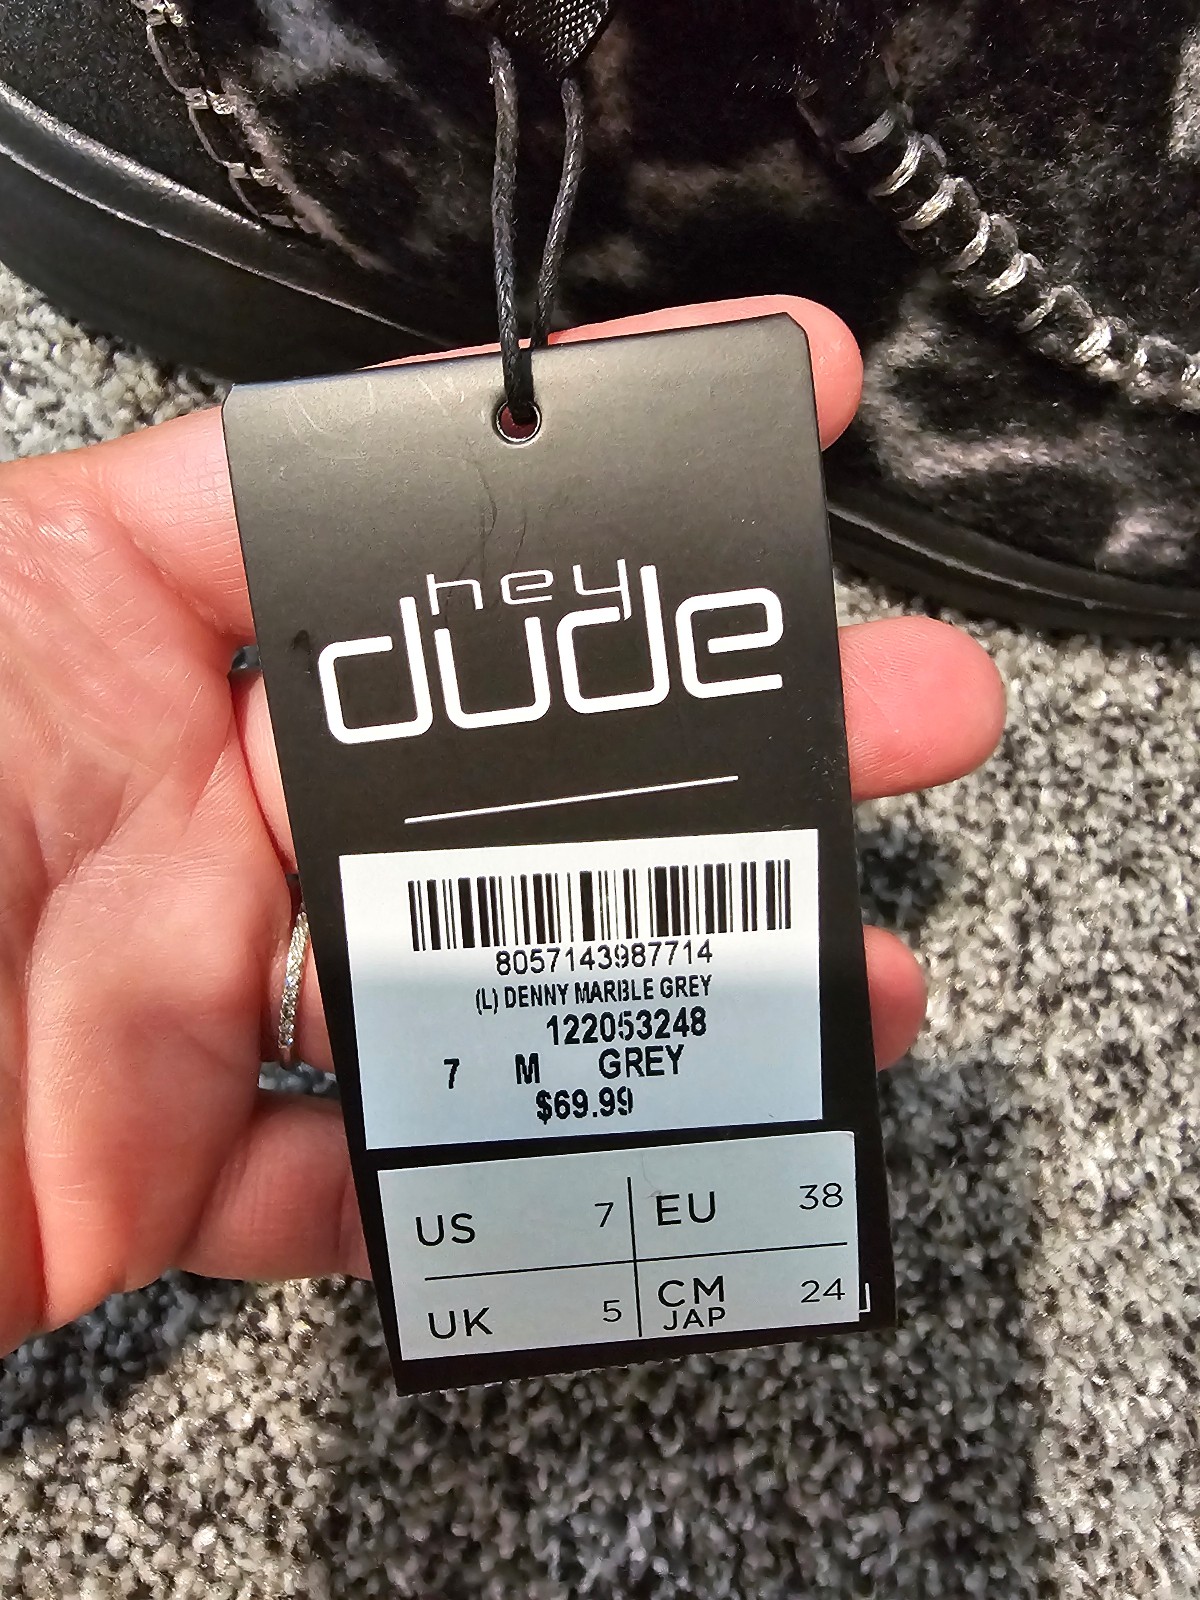 hey
dude
8057143987714
(L) DENNY MARBLE GREY
122053248
7 M GREY
$69.99
US 7 EU 38
UK 5 CM JAP 24